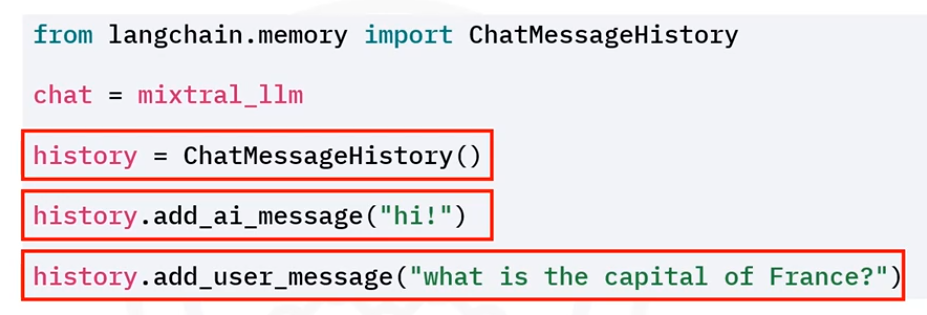 from langchain.memory import ChatMessageHistory
chat = mixtral_llm
history = ChatMessageHistory()
history.add_ai_message("hi!")
history.add_user_message("what is the capital of France?")